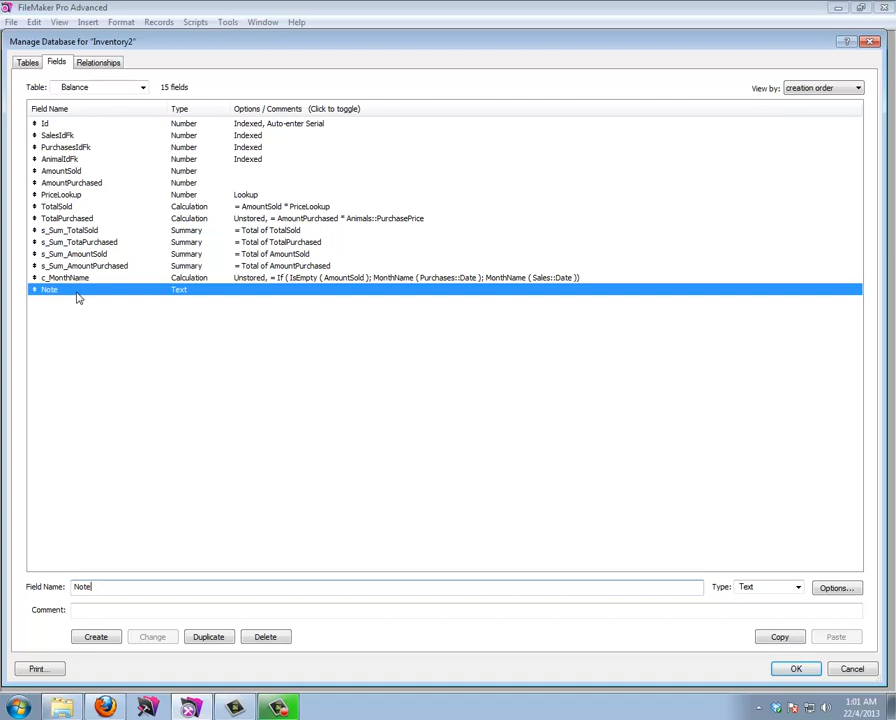 FileMaker Pro Advanced
File Edit View Insert Format Records Scripts Tools Window Help
Manage Database for "Inventory2"
Tables Fields Relationships
Table: Balance 15 fields View by: creation order
Field Name Type Options / Comments (Click to toggle)
Id Number Indexed, Auto-enter Serial
SalesIdFk Number Indexed
PurchasesIdFk Number Indexed
AnimalIdFk Number Indexed
AmountSold Number
AmountPurchased Number
PriceLookup Number Lookup
TotalSold Calculation = AmountSold * PriceLookup
TotalPurchased Calculation Unstored, = AmountPurchased * Animals::PurchasePrice
s_Sum_TotalSold Summary = Total of TotalSold
s_Sum_TotaPurchased Summary = Total of TotalPurchased
s_Sum_AmountSold Summary = Total of AmountSold
s_Sum_AmountPurchased Summary = Total of AmountPurchased
c_MonthName Calculation Unstored, = If ( IsEmpty ( AmountSold ); MonthName ( Purchases::Date ); MonthName ( Sales::Date ))
Note Text
Field Name: Note Type: Text Options...
Comment:
Create Change Duplicate Delete Copy Paste
Print... OK Cancel
1:01 AM
22/4/2013